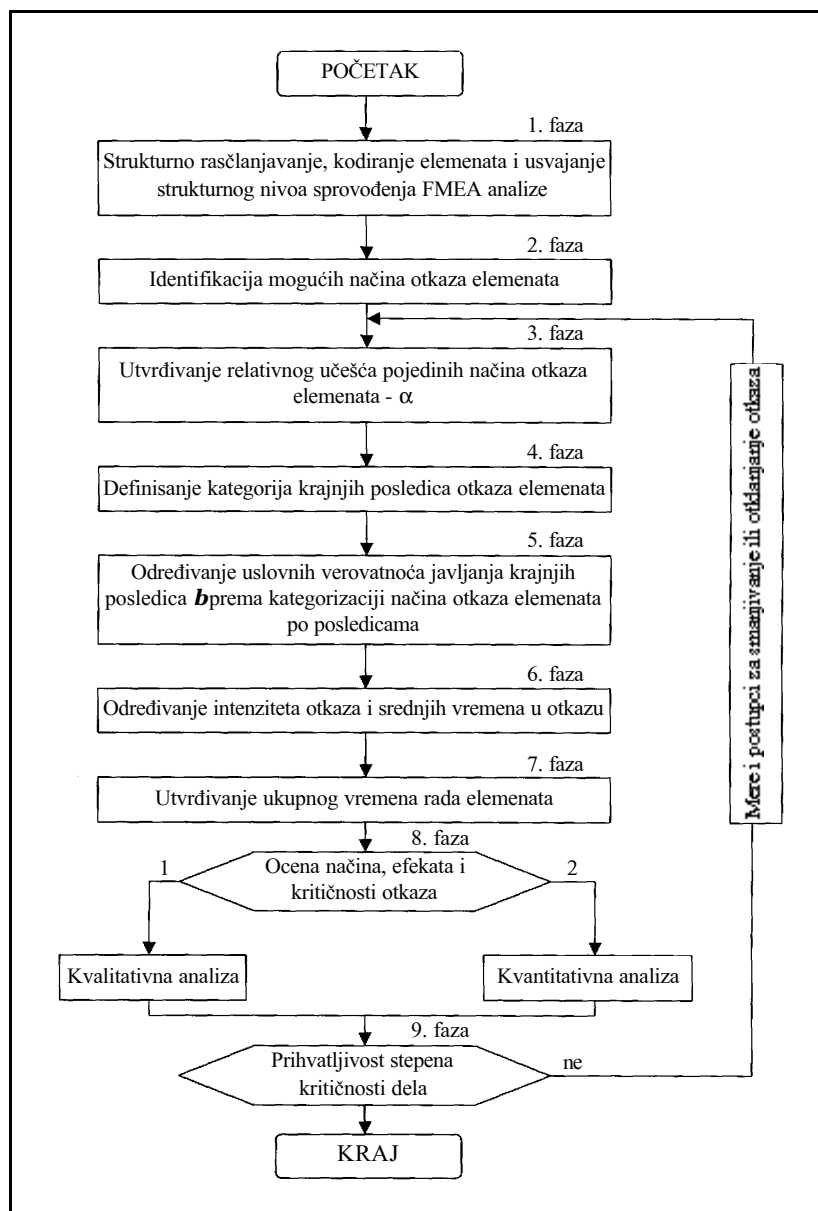 POČETAK
1. faza
Strukturno rasčlanjavanje, kodiranje elemenata i usvajanje
strukturnog nivoa sprovođenja FMEA analize
2. faza
Identifikacija mogućih načina otkaza elemenata
3. faza
Utvrđivanje relativnog učešća pojedinih načina otkaza
elemenata - α
4. faza
Definisanje kategorija krajnjih posledica otkaza elemenata
5. faza
Određivanje uslovnih verovatnoća javljanja krajnjih
posledica b prema kategorizaciji načina otkaza elemenata
po posledicama
6. faza
Određivanje intenziteta otkaza i srednjih vremena u otkazu
7. faza
Utvrđivanje ukupnog vremena rada elemenata
8. faza
1
Ocena načina, efekata i
kritičnosti otkaza
2
Kvalitativna analiza
Kvantitativna analiza
9. faza
Prihvatljivost stepena
kritičnosti dela
ne
KRAJ
Mere i postupci za smanjivanje ili otklanjanje otkaza